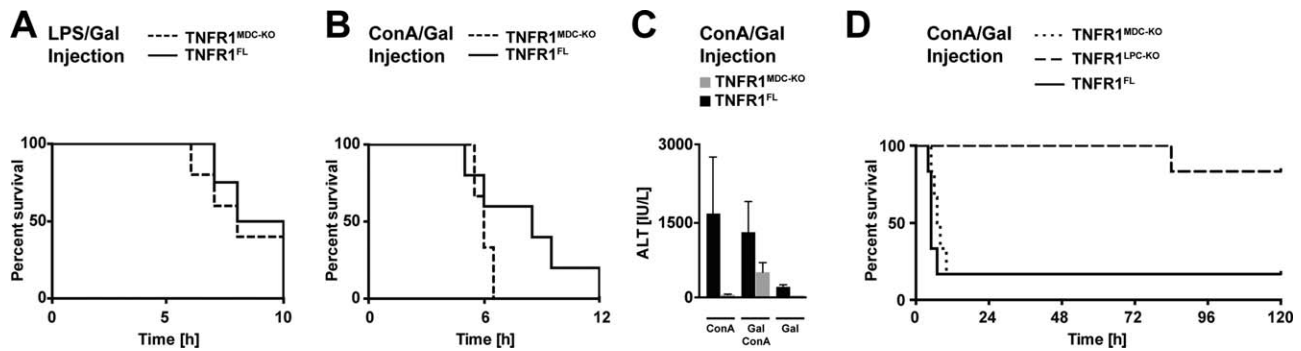 A LPS/Gal Injection
TNFR1MDC-KO
TNFR1FL
Percent survival
100
50
0
0 5 10
Time [h]
B ConA/Gal Injection
TNFR1MDC-KO
TNFR1FL
Percent survival
100
50
0
0 6 12
Time [h]
C ConA/Gal Injection
TNFR1MDC-KO
TNFR1FL
ALT [IU/L]
3000
1500
0
ConA Gal ConA Gal
D ConA/Gal Injection
TNFR1MDC-KO
TNFR1LPC-KO
TNFR1FL
Percent survival
100
50
0
0 24 48 72 96 120
Time [h]